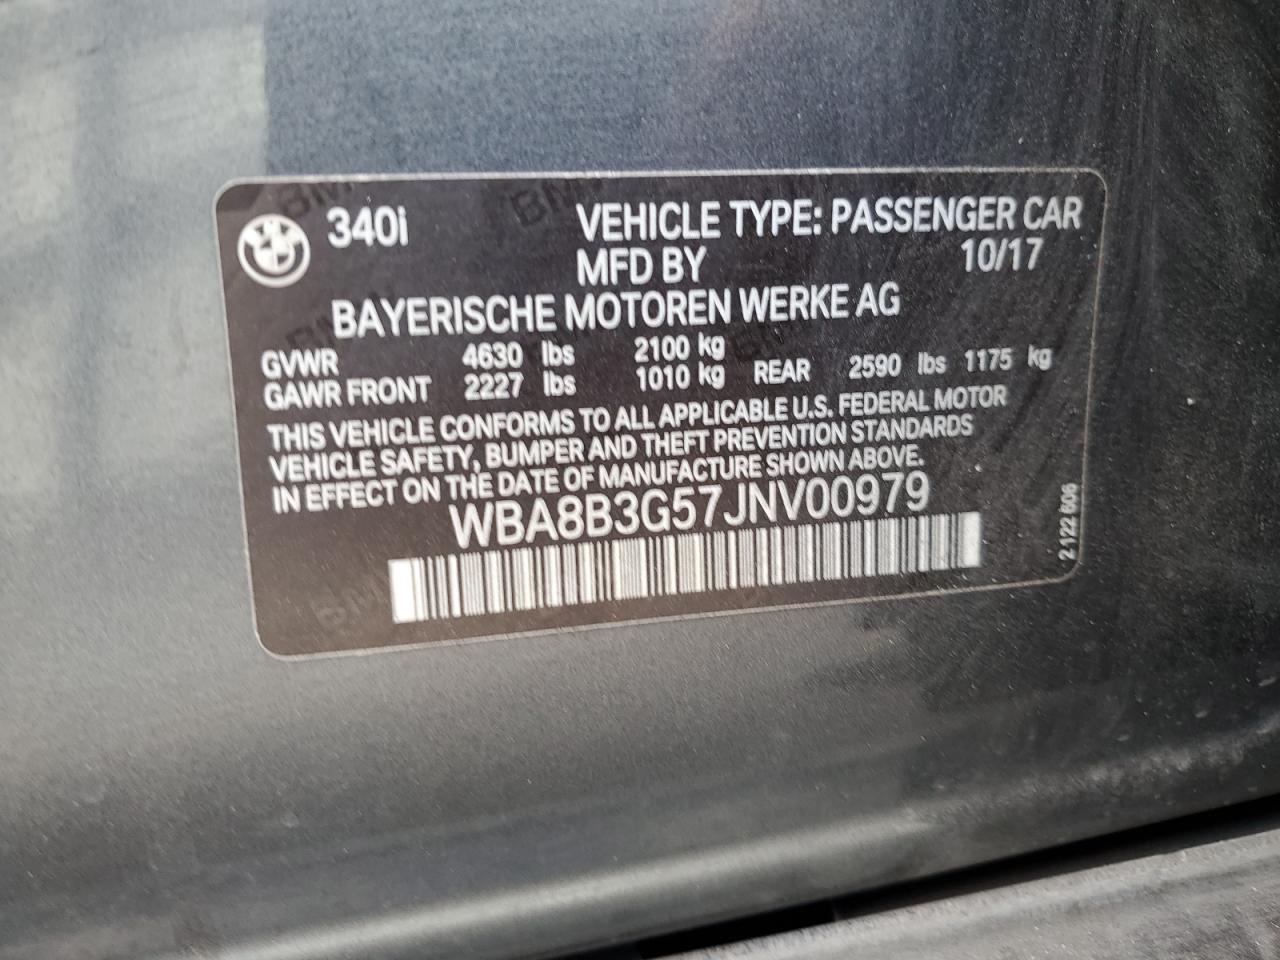 340i VEHICLE TYPE: PASSENGER CAR
MFD BY 10/17
BAYERISCHE MOTOREN WERKE AG
GVWR 4630 lbs 2100 kg
GAWR FRONT 2227 lbs 1010 kg REAR 2590 lbs 1175 kg
THIS VEHICLE CONFORMS TO ALL APPLICABLE U.S. FEDERAL MOTOR
VEHICLE SAFETY, BUMPER AND THEFT PREVENTION STANDARDS
IN EFFECT ON THE DATE OF MANUFACTURE SHOWN ABOVE.
WBA8B3G57JNV00979
2 122 606